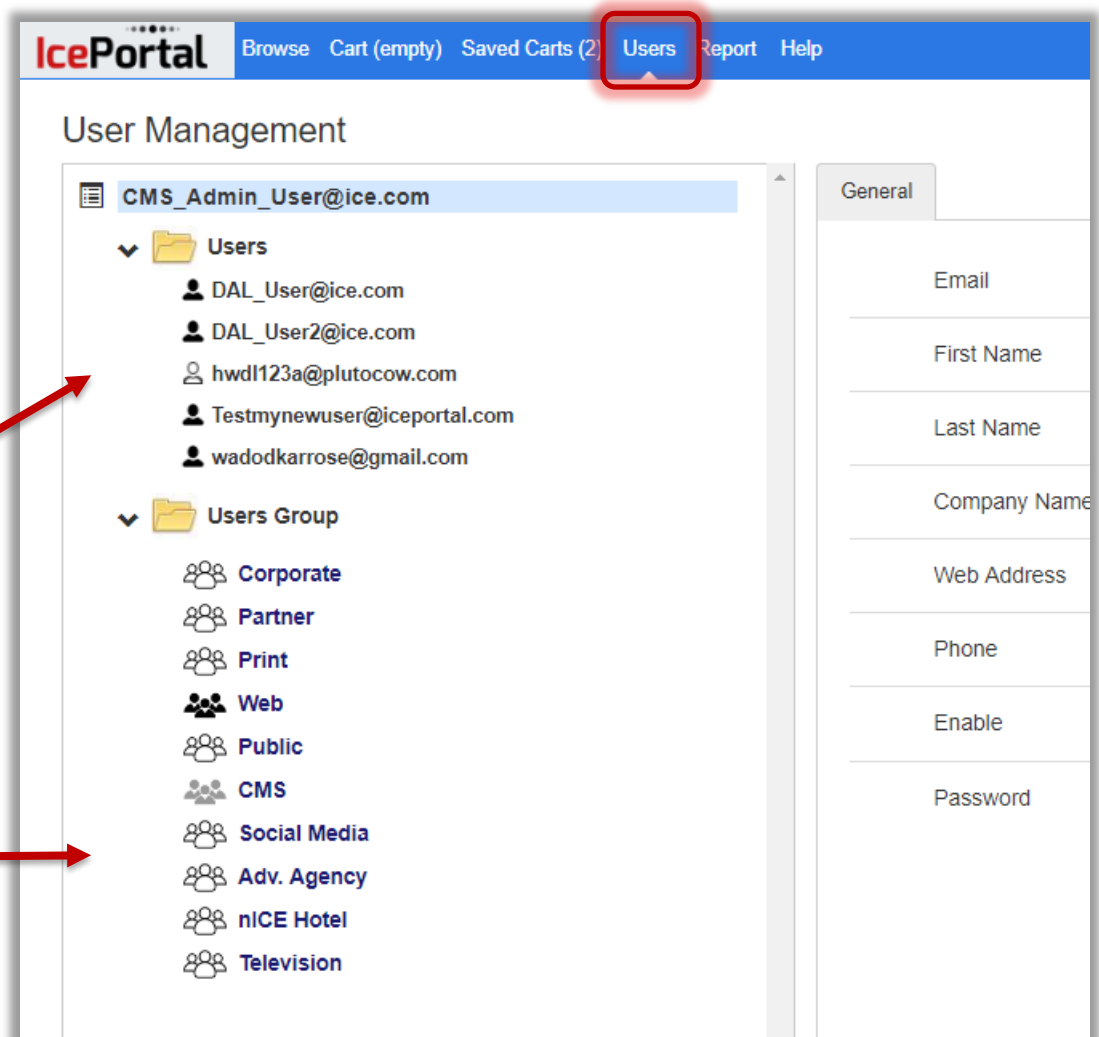 IcePortal Browse Cart (empty) Saved Carts (2) Users Report Help
User Management
CMS_Admin_User@ice.com
Users
DAL_User@ice.com
DAL_User2@ice.com
hwdl123a@plutocow.com
Testmynewuser@iceportal.com
wadodkarrose@gmail.com
Users Group
Corporate
Partner
Print
Web
Public
CMS
Social Media
Adv. Agency
nICE Hotel
Television
General
Email
First Name
Last Name
Company Name
Web Address
Phone
Enable
Password